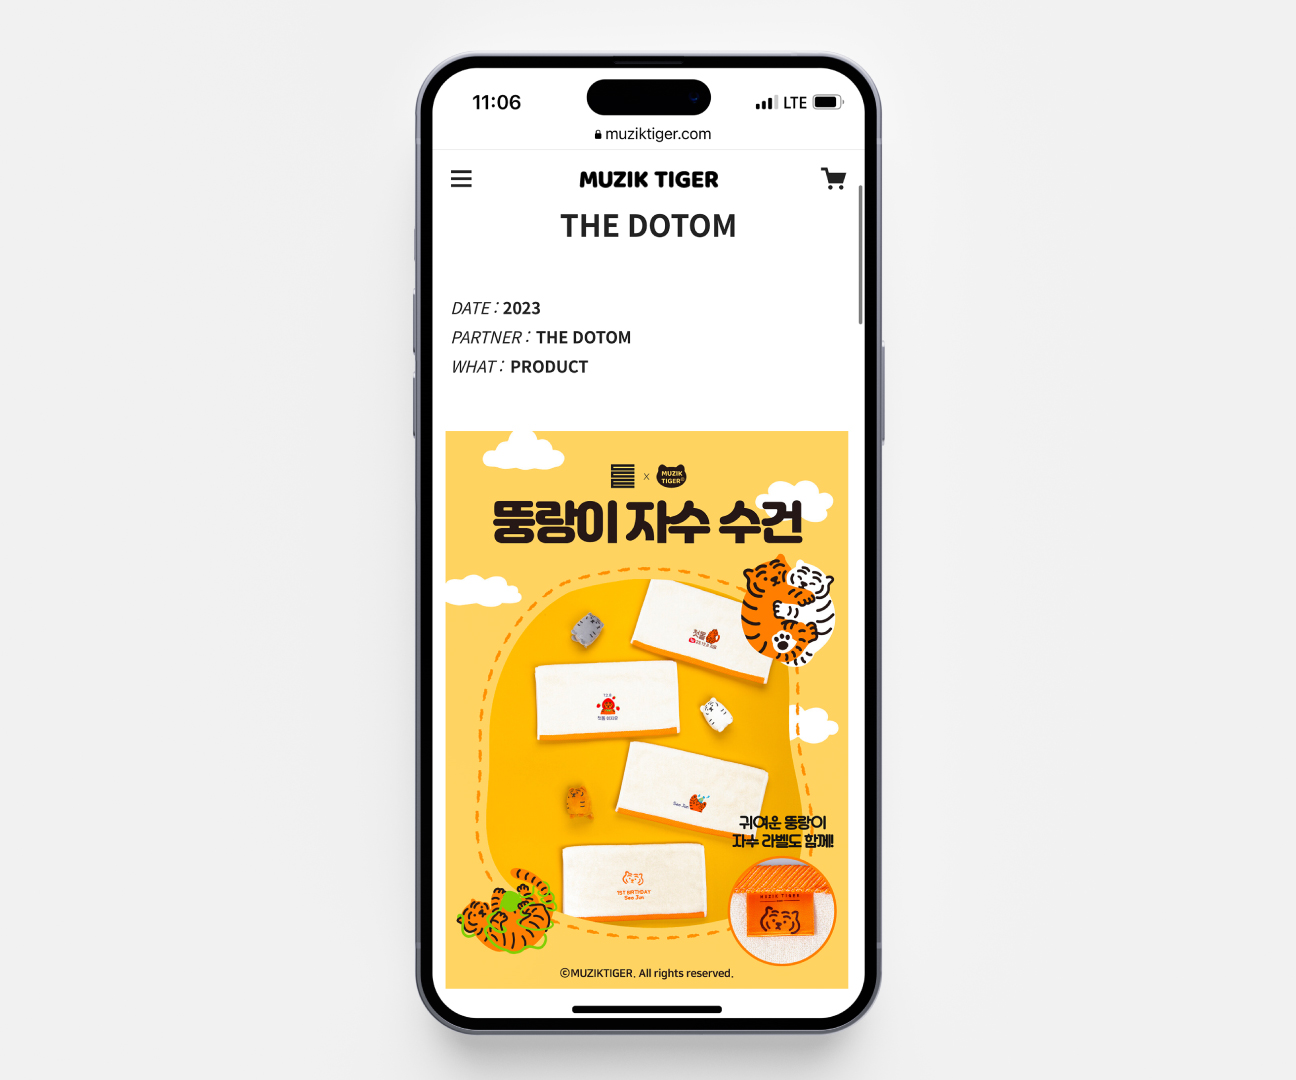 11:06
LTE
muziktiger.com
MUZIK TIGER
THE DOTOM
DATE : 2023
PARTNER : THE DOTOM
WHAT : PRODUCT
x
MUZIK
TIGER
뚱랑이 자수 수건
첫돌
1ST BIRTHDAY
Seo Jun
Seo Jun
귀여운 뚱랑이
자수 라벨도 함께!
MUZIK TIGER
©MUZIKTIGER. All rights reserved.